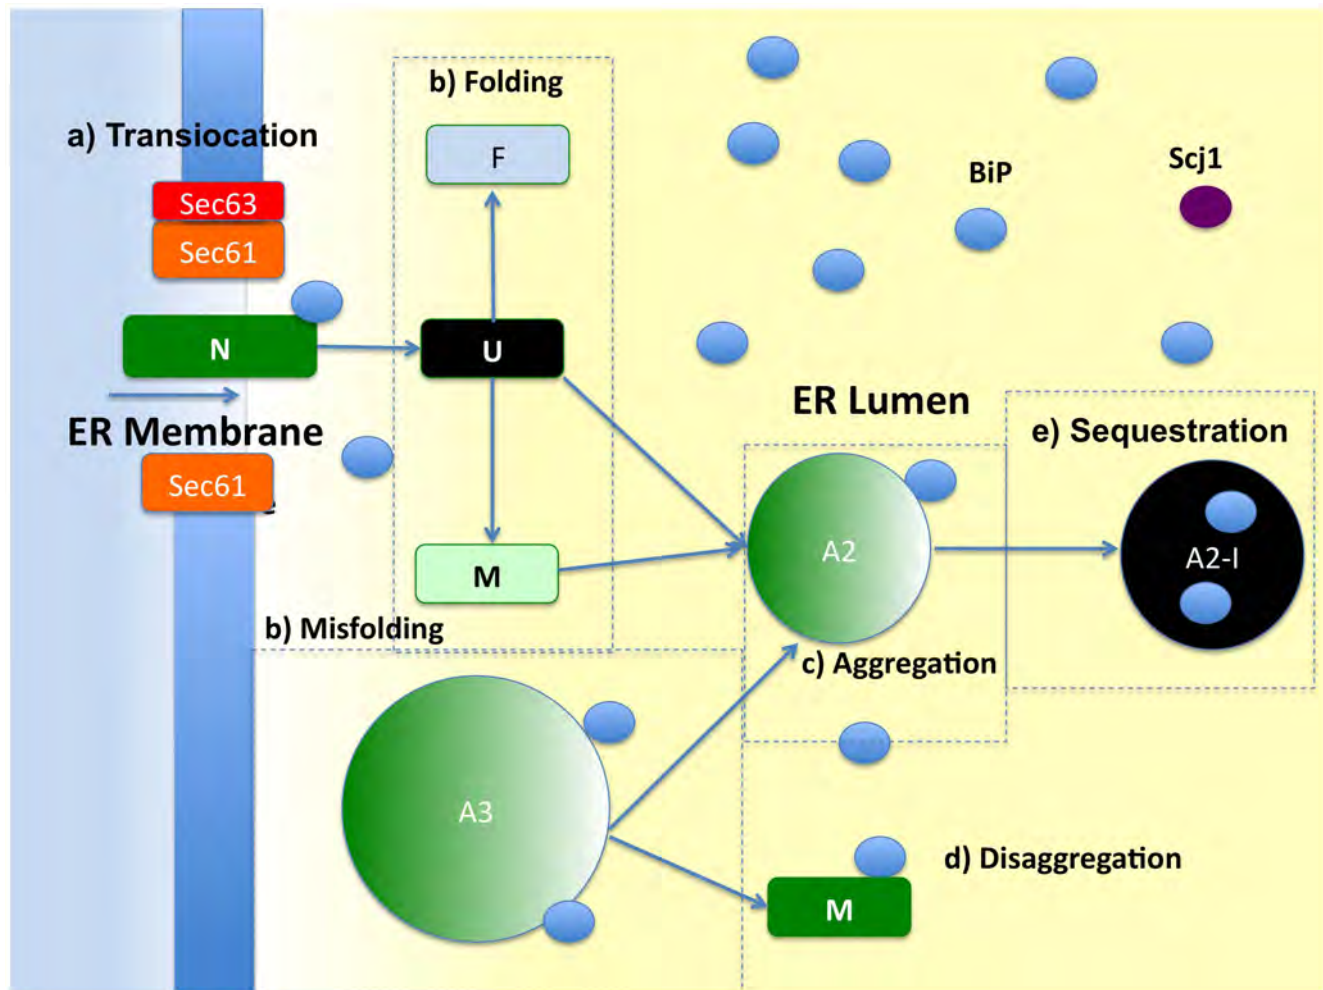 b) Folding
a) Transiocation
F
BiP
Scj1
Sec63
Sec61
N
U
ER Lumen
ER Membrane
e) Sequestration
Sec61
e
A2
A2-I
M
b) Misfolding
c) Aggregation
A3
d) Disaggregation
M